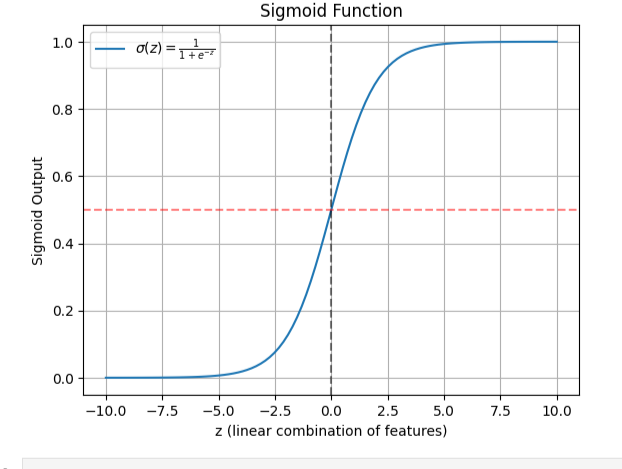 Sigmoid Function
σ(z) = 1/(1 + e^{-z})
1.0
0.8
0.6
0.4
0.2
0.0
Sigmoid Output
−10.0 −7.5 −5.0 −2.5 0.0 2.5 5.0 7.5 10.0
z (linear combination of features)